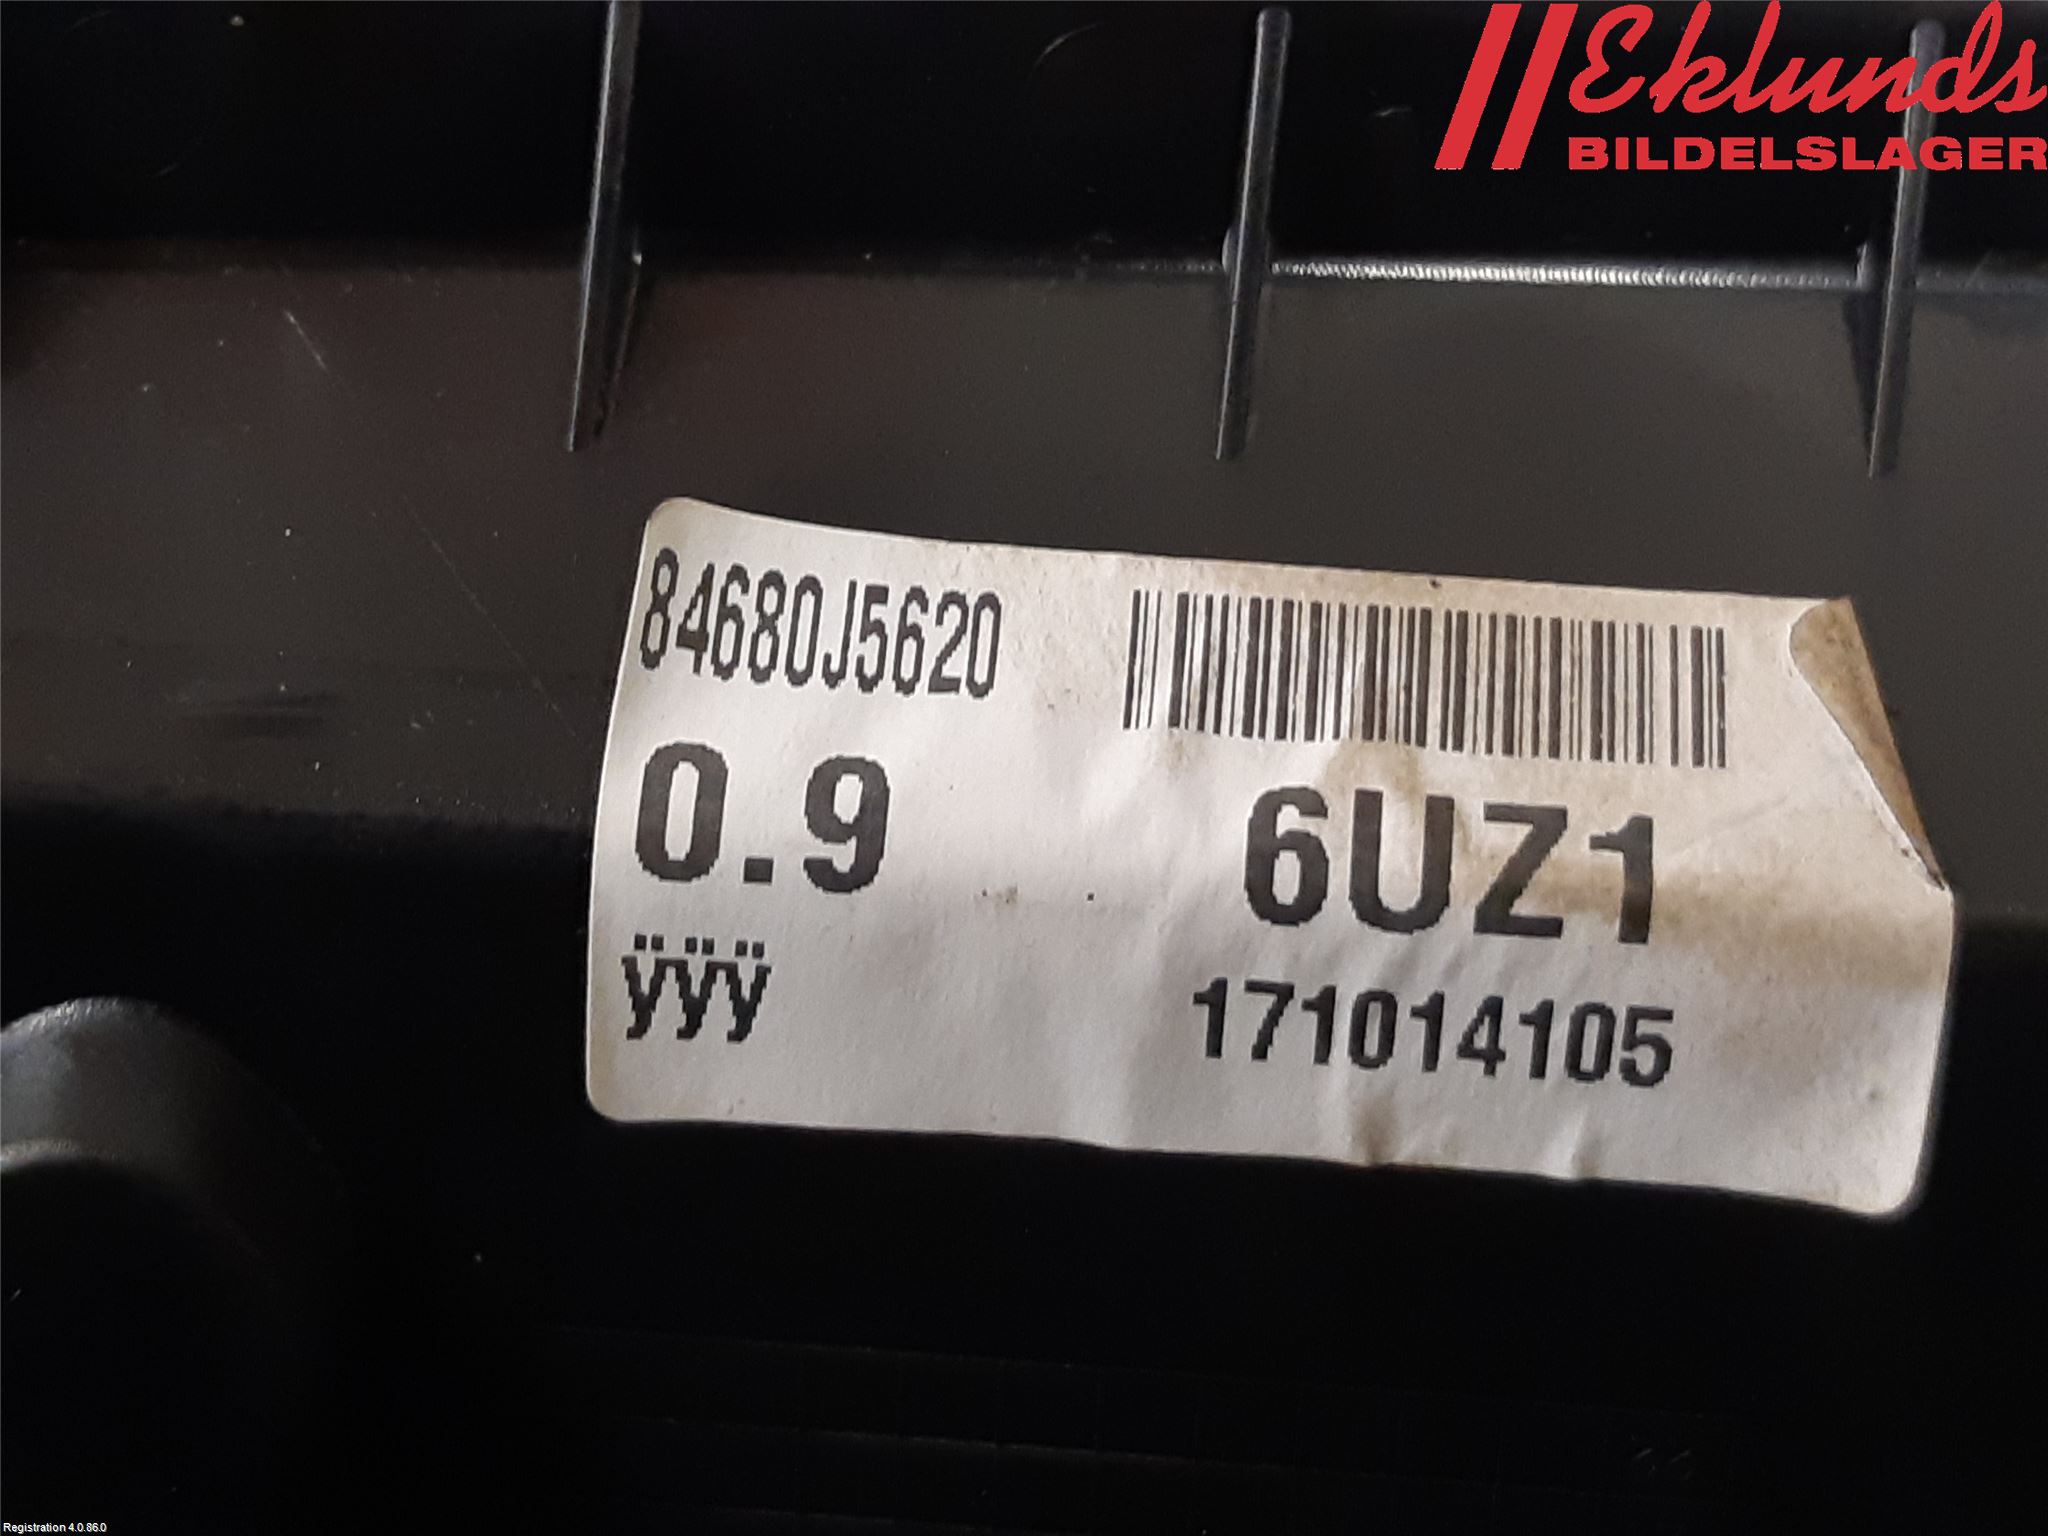 Eklunds
BILDELSLAGER
84680J5620
0.9
6UZ1
ÿÿÿ
171014105
Registration 4.0.86.0